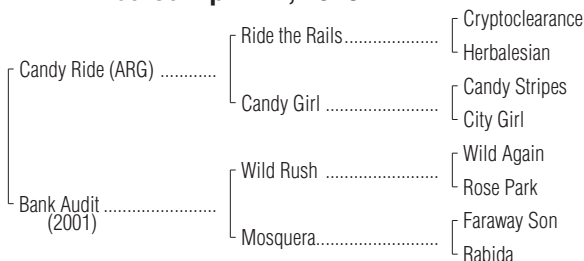 Cryptoclearance
Ride the Rails....................
Herbalesian
Candy Ride (ARG) ............
Candy Stripes
Candy Girl ........................
City Girl
Wild Again
Wild Rush ........................
Rose Park
Bank Audit ........................
(2001)
Faraway Son
Mosquera..........................
Rabida